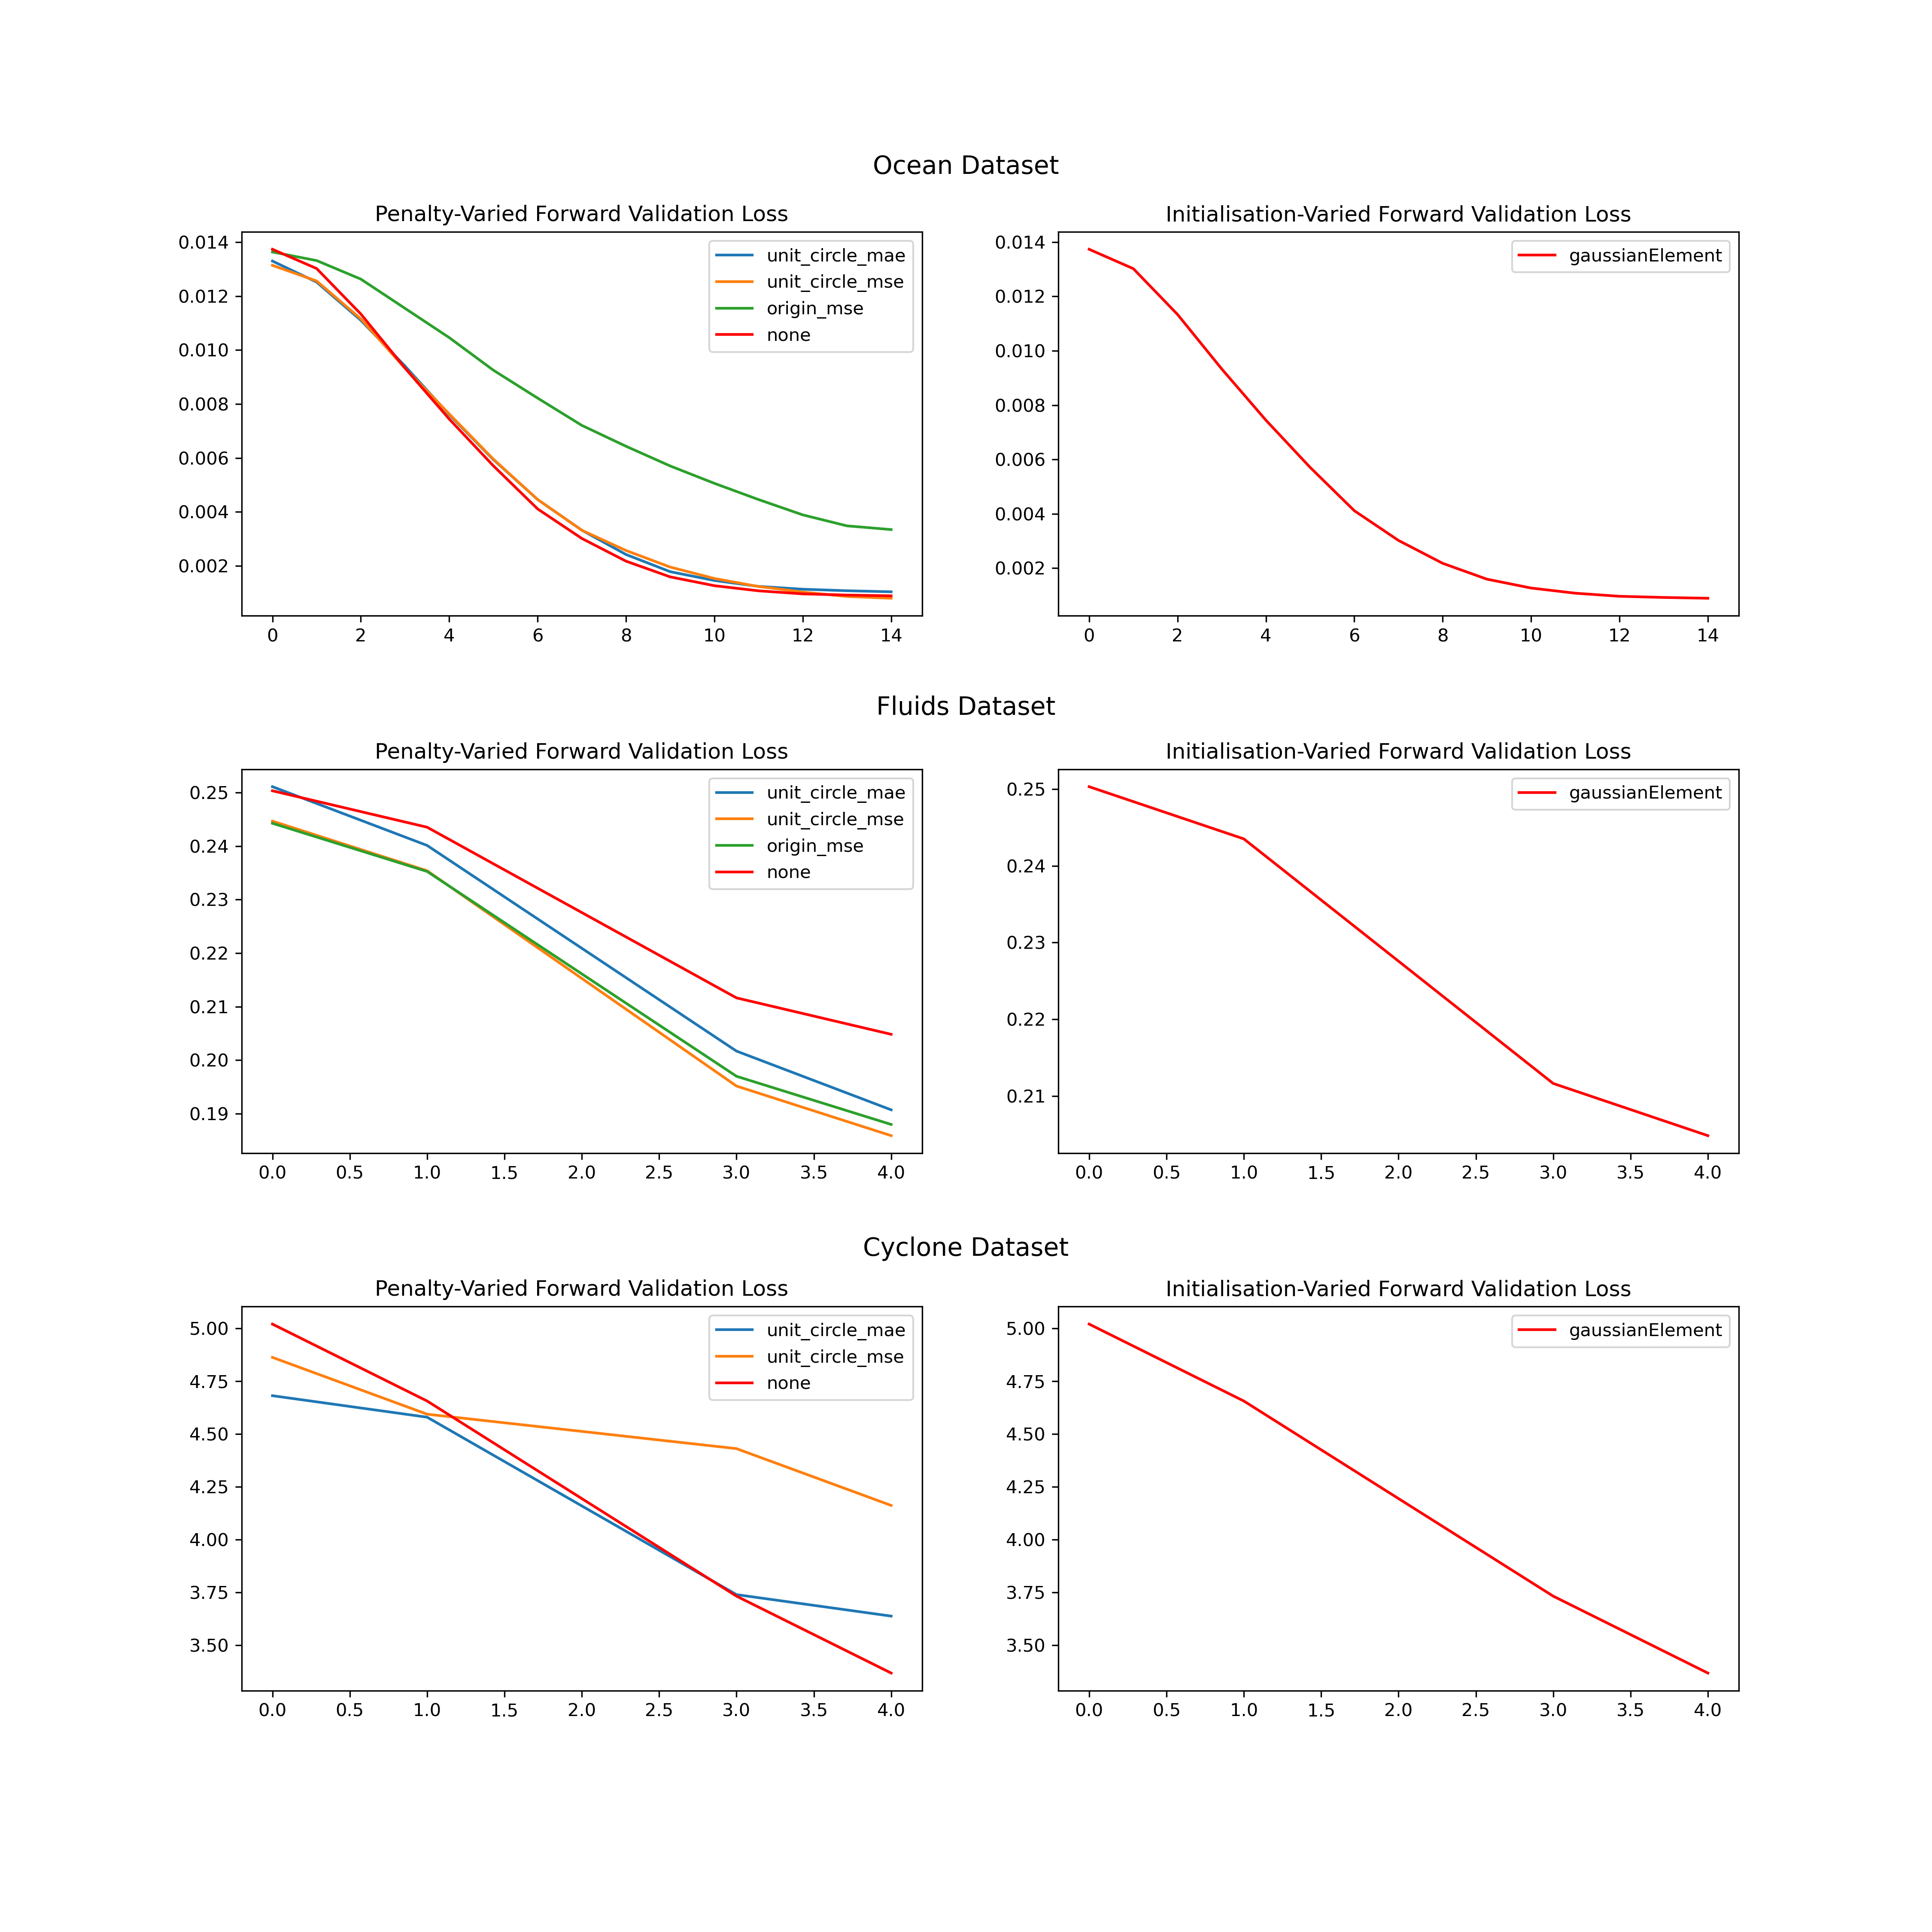 Ocean Dataset
Penalty-Varied Forward Validation Loss
0.014
0.012
0.010
0.008
0.006
0.004
0.002
0 2 4 6 8 10 12 14
unit_circle_mae
unit_circle_mse
origin_mse
none
Initialisation-Varied Forward Validation Loss
0.014
0.012
0.010
0.008
0.006
0.004
0.002
0 2 4 6 8 10 12 14
gaussianElement
Fluids Dataset
Penalty-Varied Forward Validation Loss
0.25
0.24
0.23
0.22
0.21
0.20
0.19
0.0 0.5 1.0 1.5 2.0 2.5 3.0 3.5 4.0
unit_circle_mae
unit_circle_mse
origin_mse
none
Initialisation-Varied Forward Validation Loss
0.25
0.24
0.23
0.22
0.21
0.0 0.5 1.0 1.5 2.0 2.5 3.0 3.5 4.0
gaussianElement
Cyclone Dataset
Penalty-Varied Forward Validation Loss
5.00
4.75
4.50
4.25
4.00
3.75
3.50
0.0 0.5 1.0 1.5 2.0 2.5 3.0 3.5 4.0
unit_circle_mae
unit_circle_mse
none
Initialisation-Varied Forward Validation Loss
5.00
4.75
4.50
4.25
4.00
3.75
3.50
0.0 0.5 1.0 1.5 2.0 2.5 3.0 3.5 4.0
gaussianElement